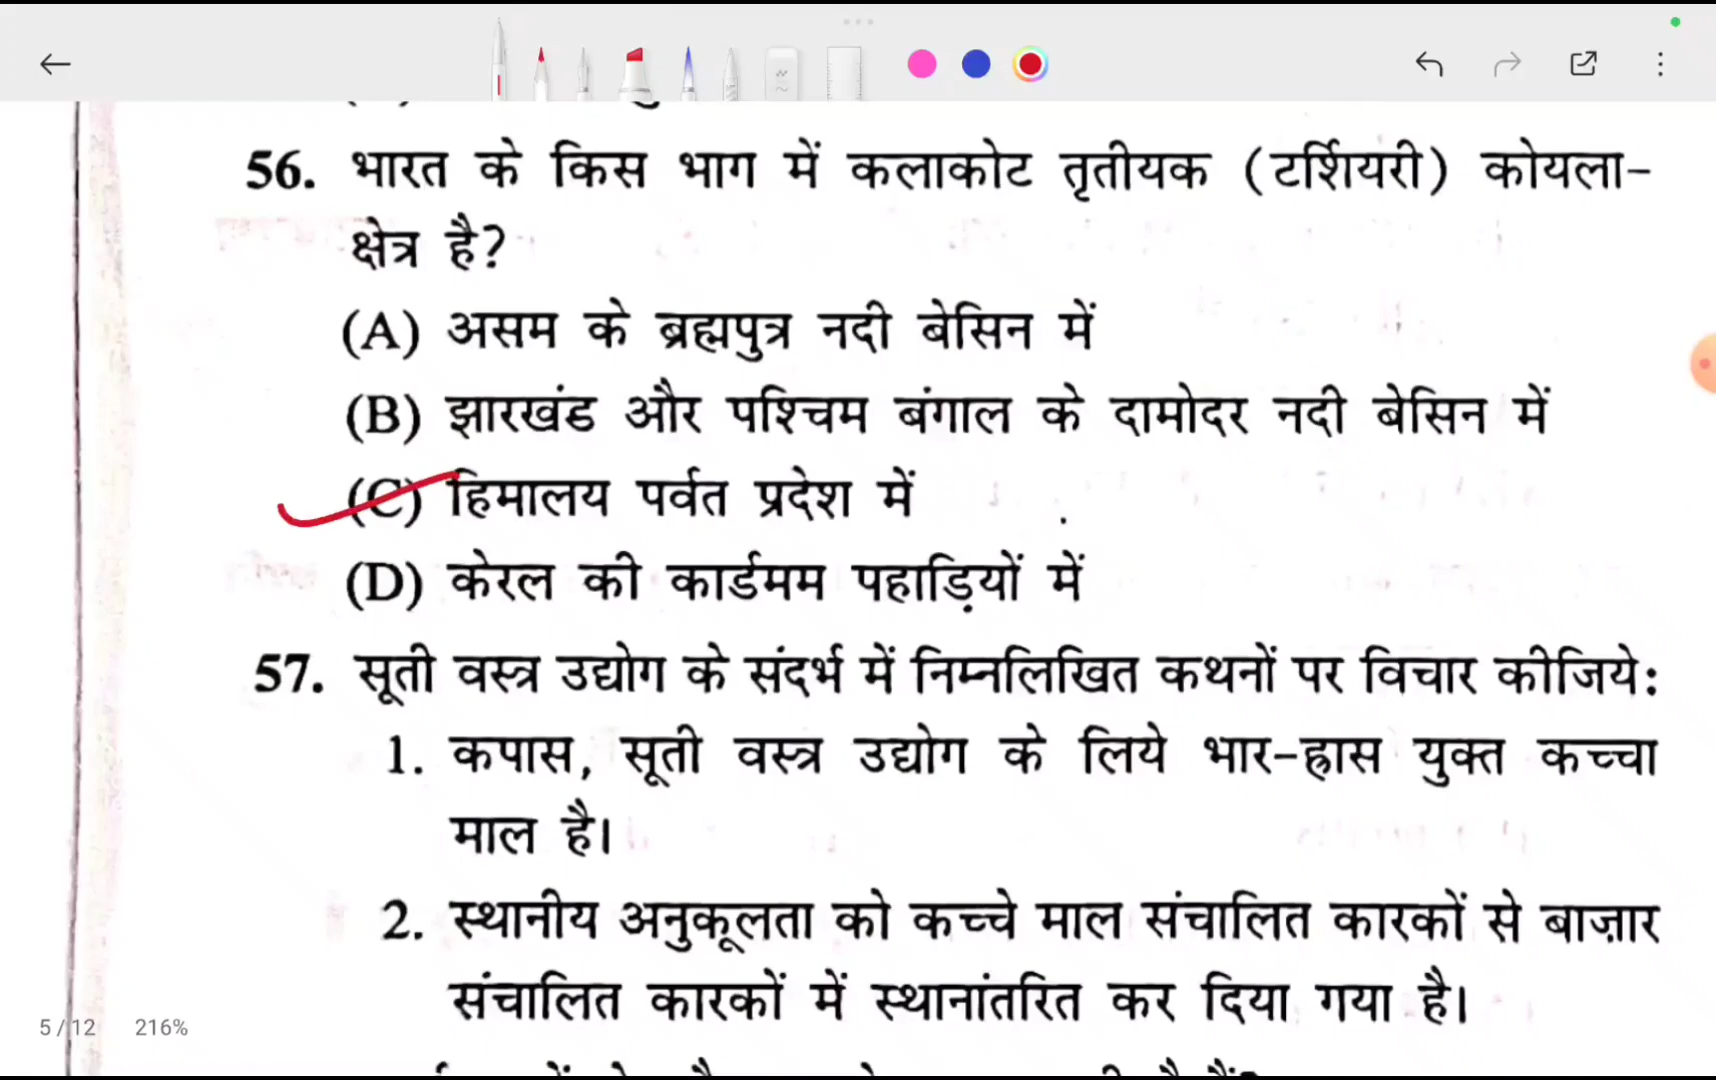 56. भारत के किस भाग में कलाकोट तृतीयक (टर्शियरी) कोयला-
क्षेत्र है?
(A) असम के ब्रह्मपुत्र नदी बेसिन में
(B) झारखंड और पश्चिम बंगाल के दामोदर नदी बेसिन में
(C) हिमालय पर्वत प्रदेश में
(D) केरल की कार्डमम पहाड़ियों में
57. सूती वस्त्र उद्योग के संदर्भ में निम्नलिखित कथनों पर विचार कीजिये:
1. कपास, सूती वस्त्र उद्योग के लिये भार-ह्रास युक्त कच्चा
माल है।
2. स्थानीय अनुकूलता को कच्चे माल संचालित कारकों से बाज़ार
संचालित कारकों में स्थानांतरित कर दिया गया है।
5/12 216%